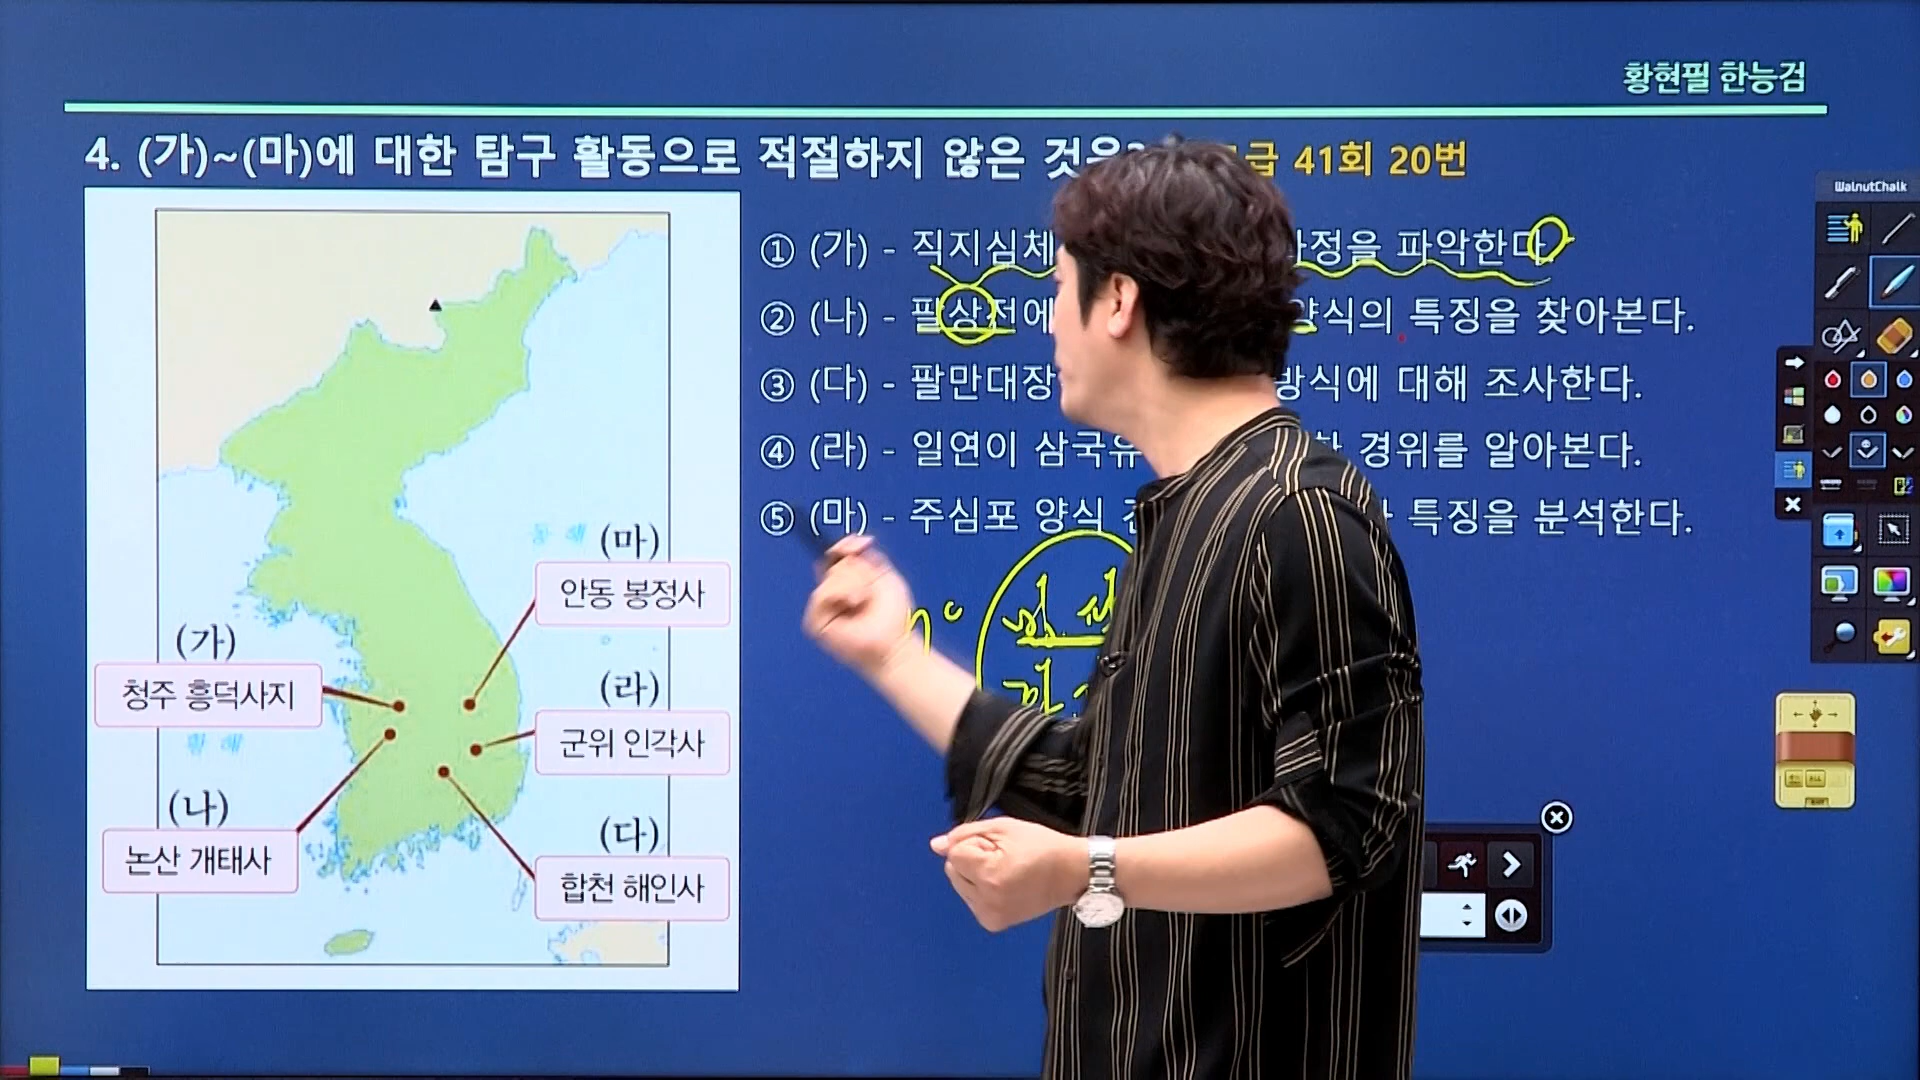 황현필 한능검
4. (가)~(마)에 대한 탐구 활동으로 적절하지 않은 것은? 급 41회 20번
① (가) - 직지심체 정을 파악한다.
② (나) - 팔상전에 양식의 특징을 찾아본다.
③ (다) - 팔만대장 방식에 대해 조사한다.
④ (라) - 일연이 삼국유 경위를 알아본다.
⑤ (마) - 주심포 양식 특징을 분석한다.
동해
(마)
안동 봉정사
(가)
청주 흥덕사지
(라)
군위 인각사
황해
(나)
논산 개태사
(다)
합천 해인사
WalnutChalk